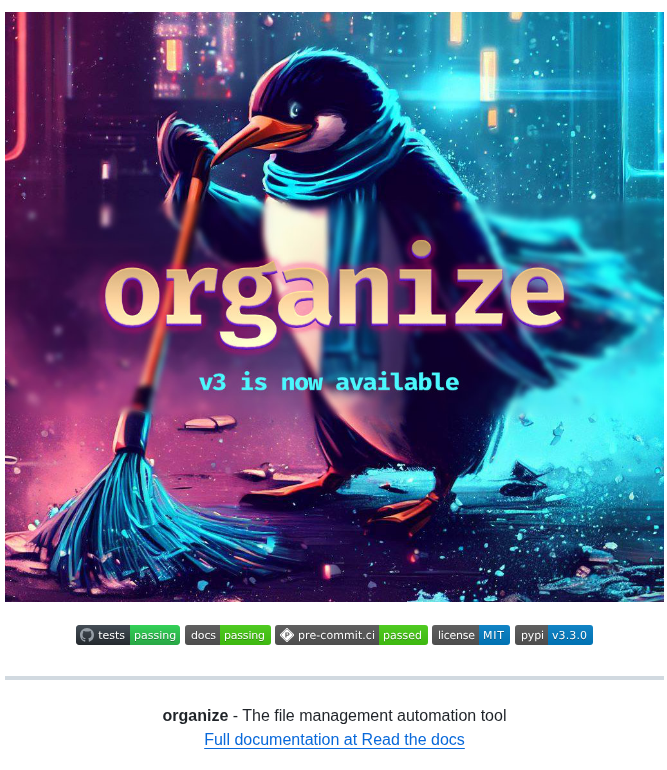 organize
v3 is now available
tests passing docs passing pre-commit.ci passed license MIT pypi v3.3.0
organize - The file management automation tool
Full documentation at Read the docs